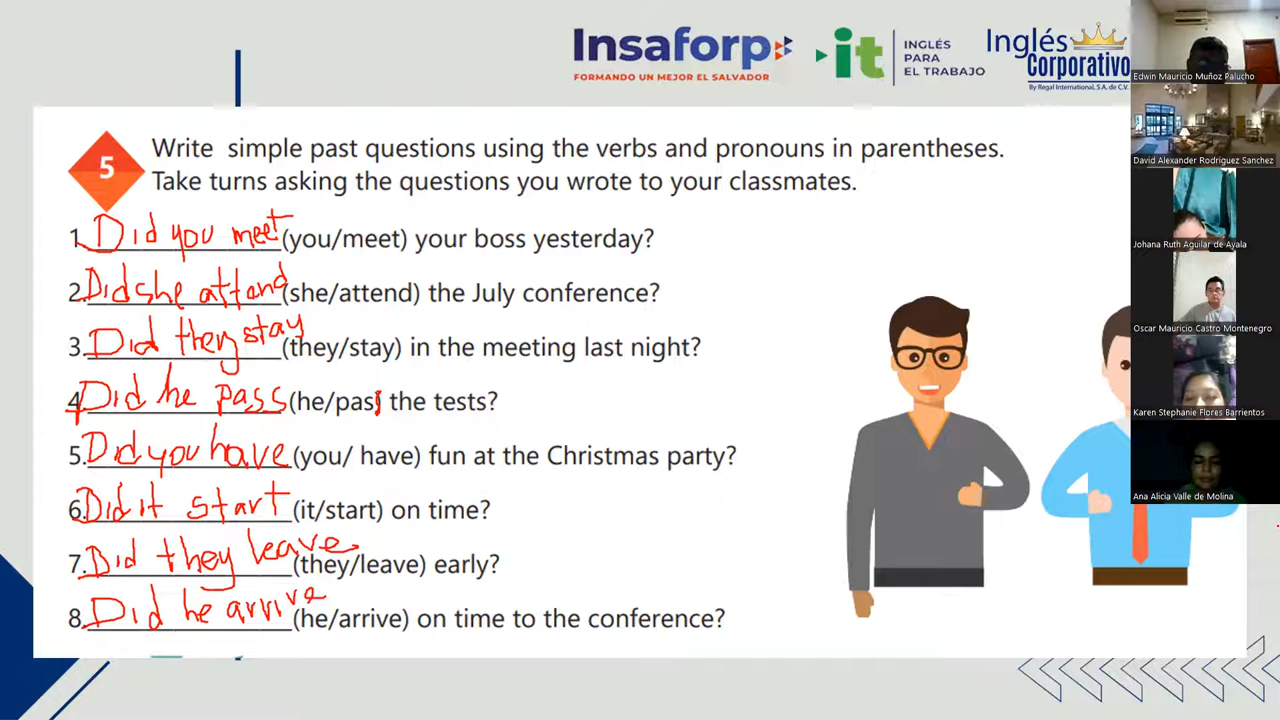 Insaforp
FORMANDO UN MEJOR EL SALVADOR
it INGLÉS PARA EL TRABAJO
Inglés Corporativo
By Regal International, S.A. de C.V.
5
Write simple past questions using the verbs and pronouns in parentheses.
Take turns asking the questions you wrote to your classmates.
1. Did you meet (you/meet) your boss yesterday?
2. Did she attend (she/attend) the July conference?
3. Did they stay (they/stay) in the meeting last night?
4. Did he pass (he/pass the tests?
5. Did you have (you/ have) fun at the Christmas party?
6. Did it start (it/start) on time?
7. Did they leave (they/leave) early?
8. Did he arrive (he/arrive) on time to the conference?
Edwin Mauricio Muñoz Palucho
David Alexander Rodriguez Sanchez
Johana Ruth Aguilar de Ayala
Oscar Mauricio Castro Montenegro
Karen Stephanie Flores Barrientos
Ana Alicia Valle de Molina